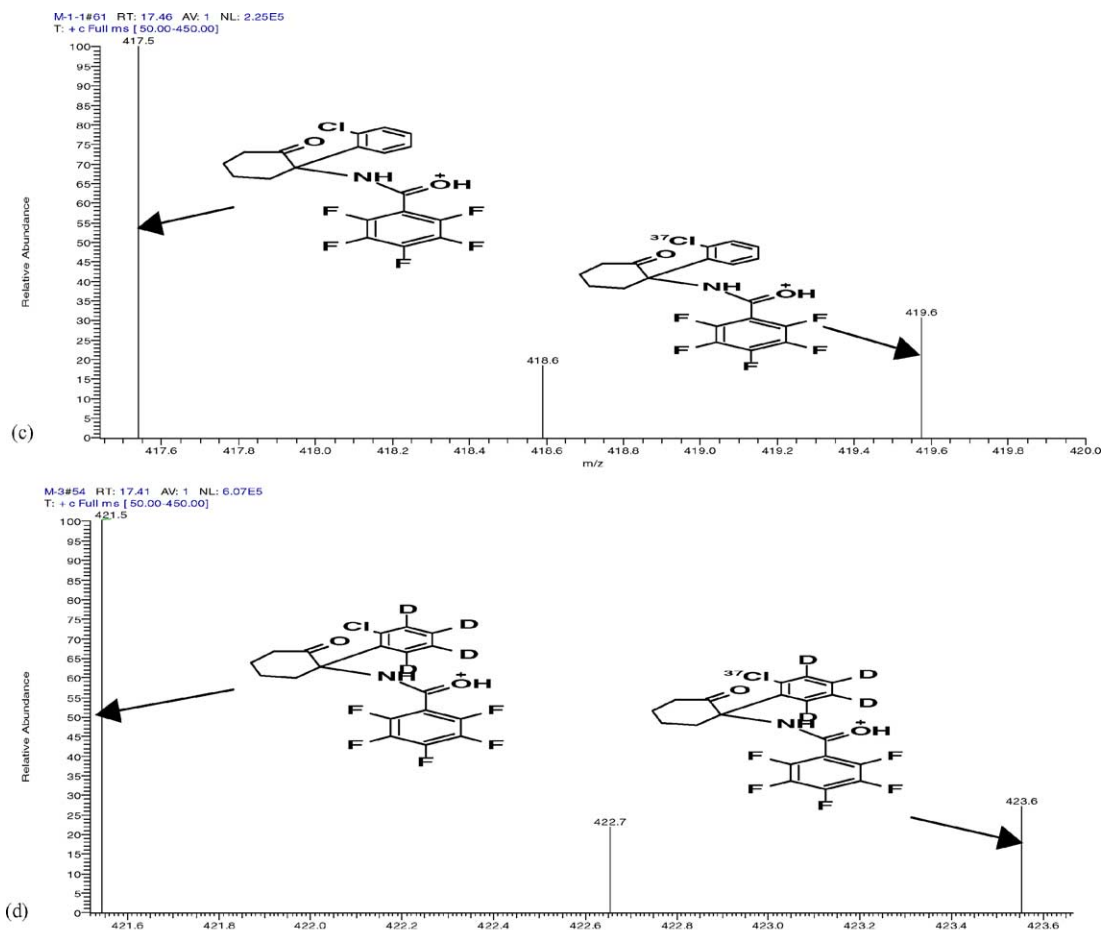 M-1-1#61 RT: 17.46 AV: 1 NL: 2.25E5
T: + c Full ms [ 50.00-450.00]
417.5
100
95
90
85
80
75
70
65
60
55
50
45
40
35
30
25
20
15
10
5
0
Relative Abundance
Cl
O
NH
+
OH
F
F
F
F
F
37Cl
O
NH
+
OH
F
F
F
F
F
418.6
419.6
417.6 417.8 418.0 418.2 418.4 418.6 418.8 419.0 419.2 419.4 419.6 419.8 420.0
m/z
(c)
M-3#54 RT: 17.41 AV: 1 NL: 6.07E5
T: + c Full ms [ 50.00-450.00]
421.5
100
95
90
85
80
75
70
65
60
55
50
45
40
35
30
25
20
15
10
5
0
Relative Abundance
D
Cl
D
O
D
D
NH
+
OH
F
F
F
F
F
D
37Cl
D
O
D
D
NH
+
OH
F
F
F
F
F
422.7
423.6
421.6 421.8 422.0 422.2 422.4 422.6 422.8 423.0 423.2 423.4 423.6
(d)